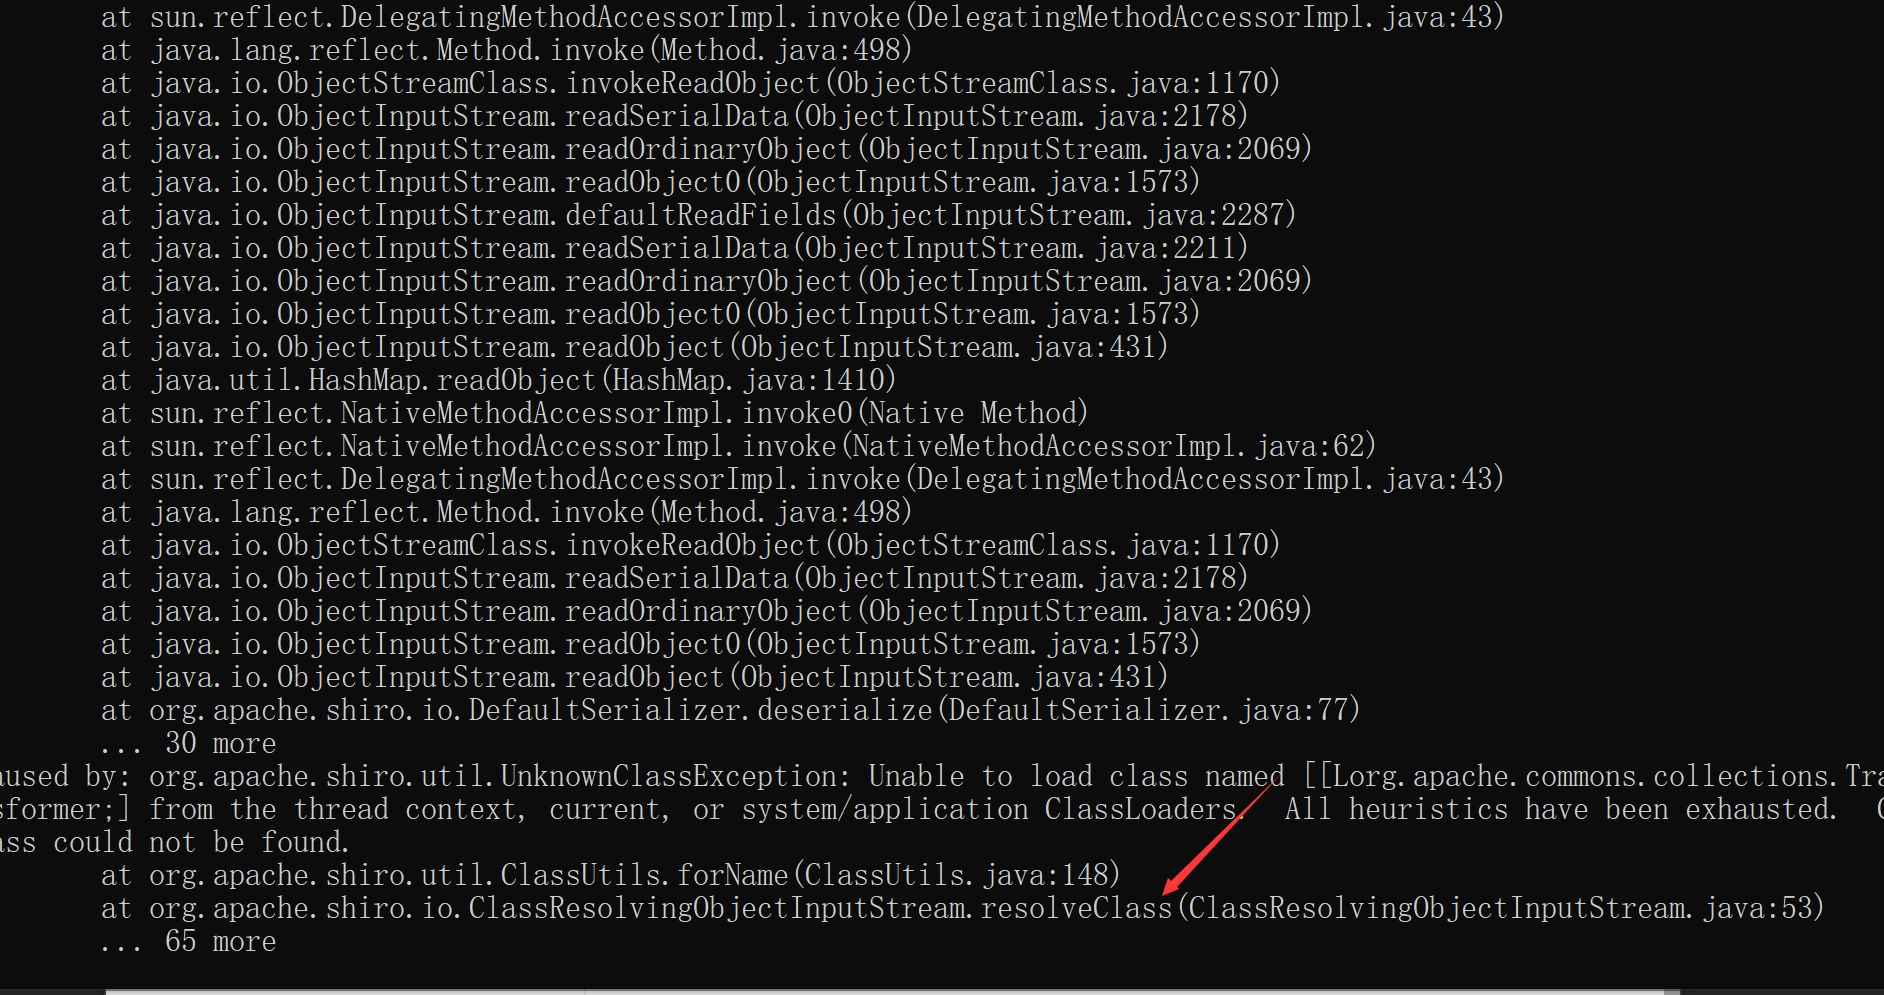 at sun.reflect.DelegatingMethodAccessorImpl.invoke(DelegatingMethodAccessorImpl.java:43)
at java.lang.reflect.Method.invoke(Method.java:498)
at java.io.ObjectStreamClass.invokeReadObject(ObjectStreamClass.java:1170)
at java.io.ObjectInputStream.readSerialData(ObjectInputStream.java:2178)
at java.io.ObjectInputStream.readOrdinaryObject(ObjectInputStream.java:2069)
at java.io.ObjectInputStream.readObject0(ObjectInputStream.java:1573)
at java.io.ObjectInputStream.defaultReadFields(ObjectInputStream.java:2287)
at java.io.ObjectInputStream.readSerialData(ObjectInputStream.java:2211)
at java.io.ObjectInputStream.readOrdinaryObject(ObjectInputStream.java:2069)
at java.io.ObjectInputStream.readObject0(ObjectInputStream.java:1573)
at java.io.ObjectInputStream.readObject(ObjectInputStream.java:431)
at java.util.HashMap.readObject(HashMap.java:1410)
at sun.reflect.NativeMethodAccessorImpl.invoke0(Native Method)
at sun.reflect.NativeMethodAccessorImpl.invoke(NativeMethodAccessorImpl.java:62)
at sun.reflect.DelegatingMethodAccessorImpl.invoke(DelegatingMethodAccessorImpl.java:43)
at java.lang.reflect.Method.invoke(Method.java:498)
at java.io.ObjectStreamClass.invokeReadObject(ObjectStreamClass.java:1170)
at java.io.ObjectInputStream.readSerialData(ObjectInputStream.java:2178)
at java.io.ObjectInputStream.readOrdinaryObject(ObjectInputStream.java:2069)
at java.io.ObjectInputStream.readObject0(ObjectInputStream.java:1573)
at java.io.ObjectInputStream.readObject(ObjectInputStream.java:431)
at org.apache.shiro.io.DefaultSerializer.deserialize(DefaultSerializer.java:77)
... 30 more
aused by: org.apache.shiro.util.UnknownClassException: Unable to load class named [[Lorg.apache.commons.collections.Tra
sformer;] from the thread context, current, or system/application ClassLoaders.  All heuristics have been exhausted.  C
ass could not be found.
at org.apache.shiro.util.ClassUtils.forName(ClassUtils.java:148)
at org.apache.shiro.io.ClassResolvingObjectInputStream.resolveClass(ClassResolvingObjectInputStream.java:53)
... 65 more